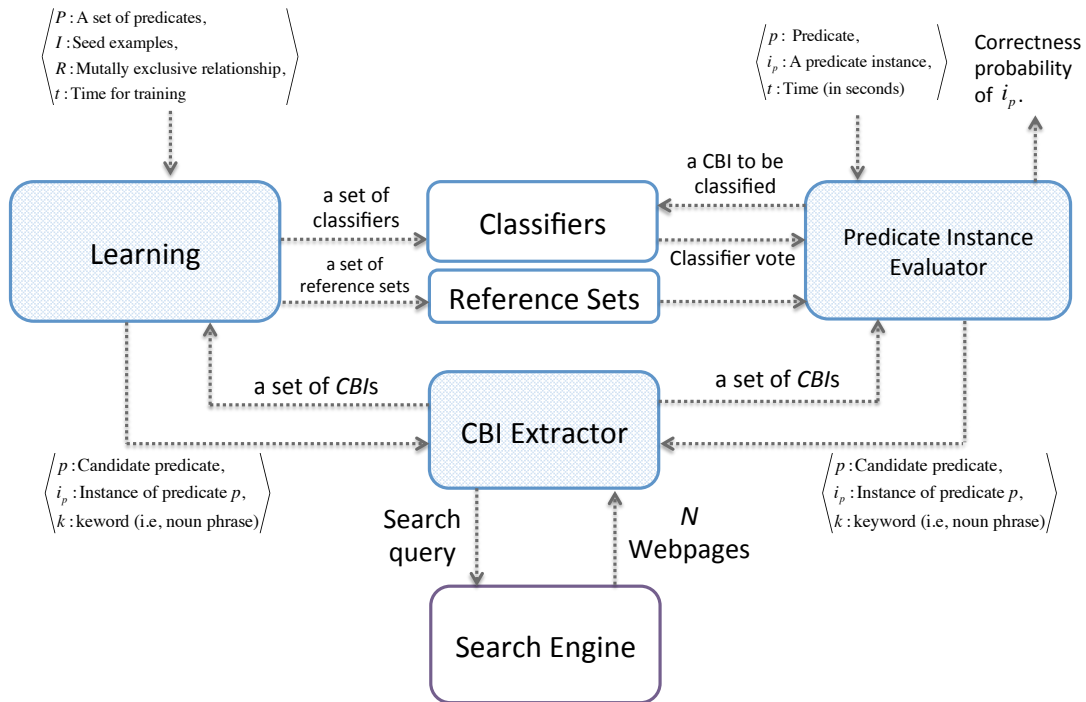 P : A set of predicates,
I : Seed examples,
R : Mutally exclusive relationship,
t : Time for training
p : Predicate,
i_p : A predicate instance,
t : Time (in seconds)
Correctness
probability
of i_p.
Learning
a set of
classifiers
a set of
reference sets
Classifiers
Reference Sets
a CBI to be
classified
Classifier vote
Predicate Instance
Evaluator
a set of CBIs
a set of CBIs
CBI Extractor
p : Candidate predicate,
i_p : Instance of predicate p,
k : keword (i.e, noun phrase)
p : Candidate predicate,
i_p : Instance of predicate p,
k : keyword (i.e, noun phrase)
Search
query
N
Webpages
Search Engine